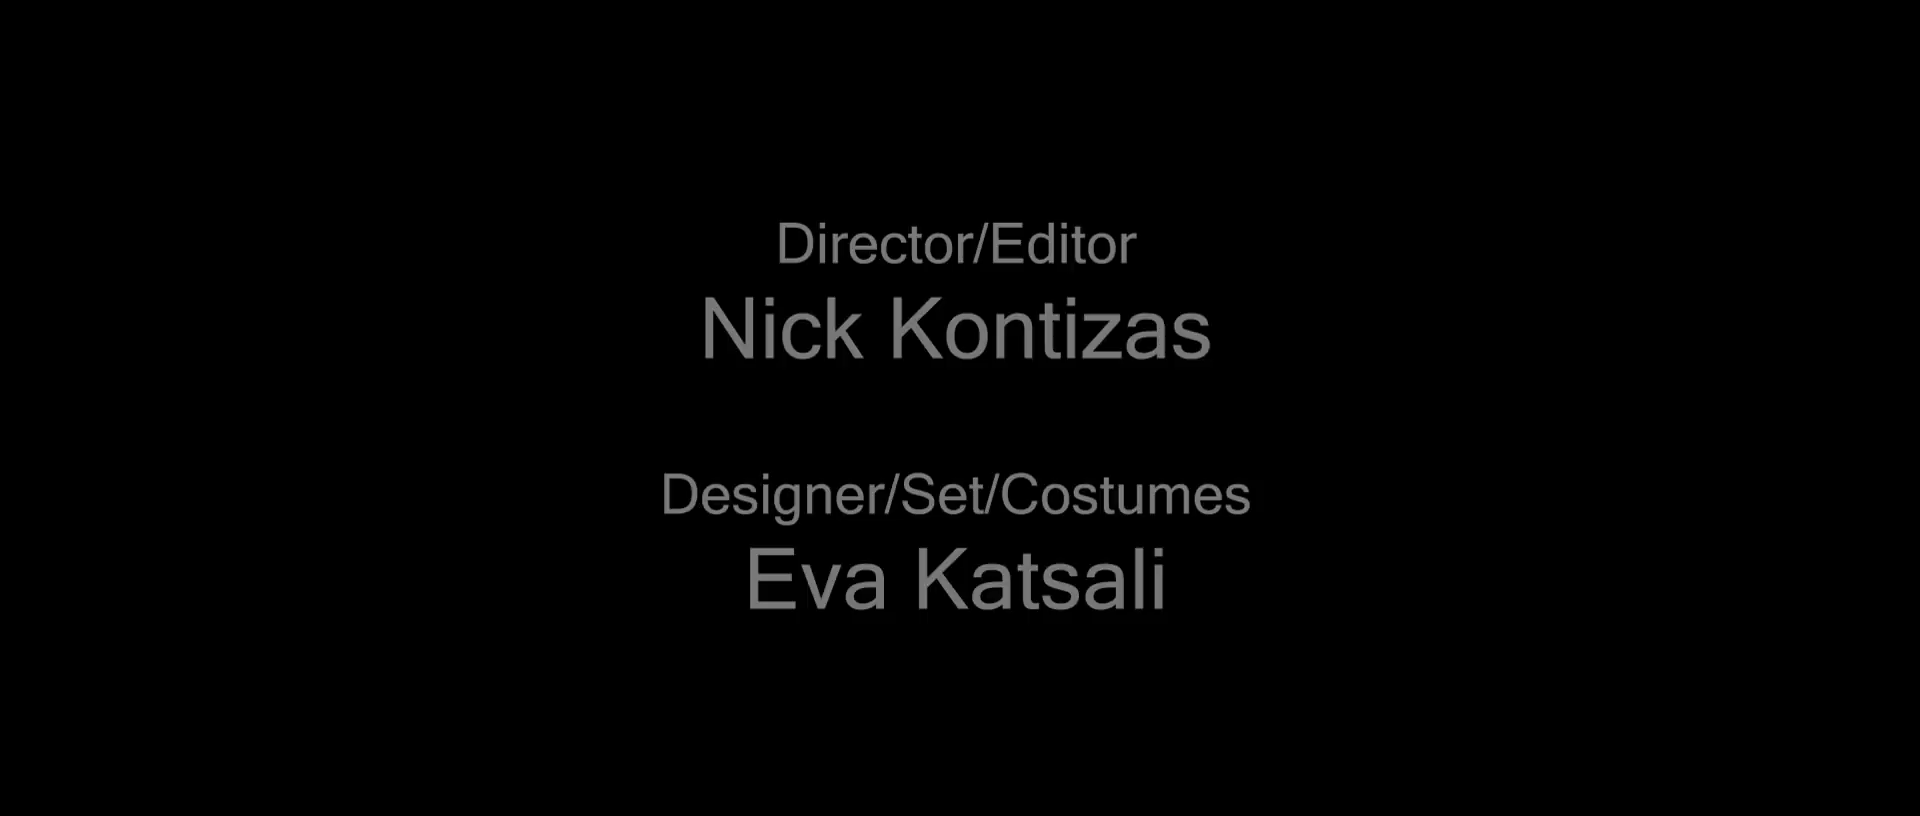 Director/Editor
Nick Kontizas
Designer/Set/Costumes
Eva Katsali